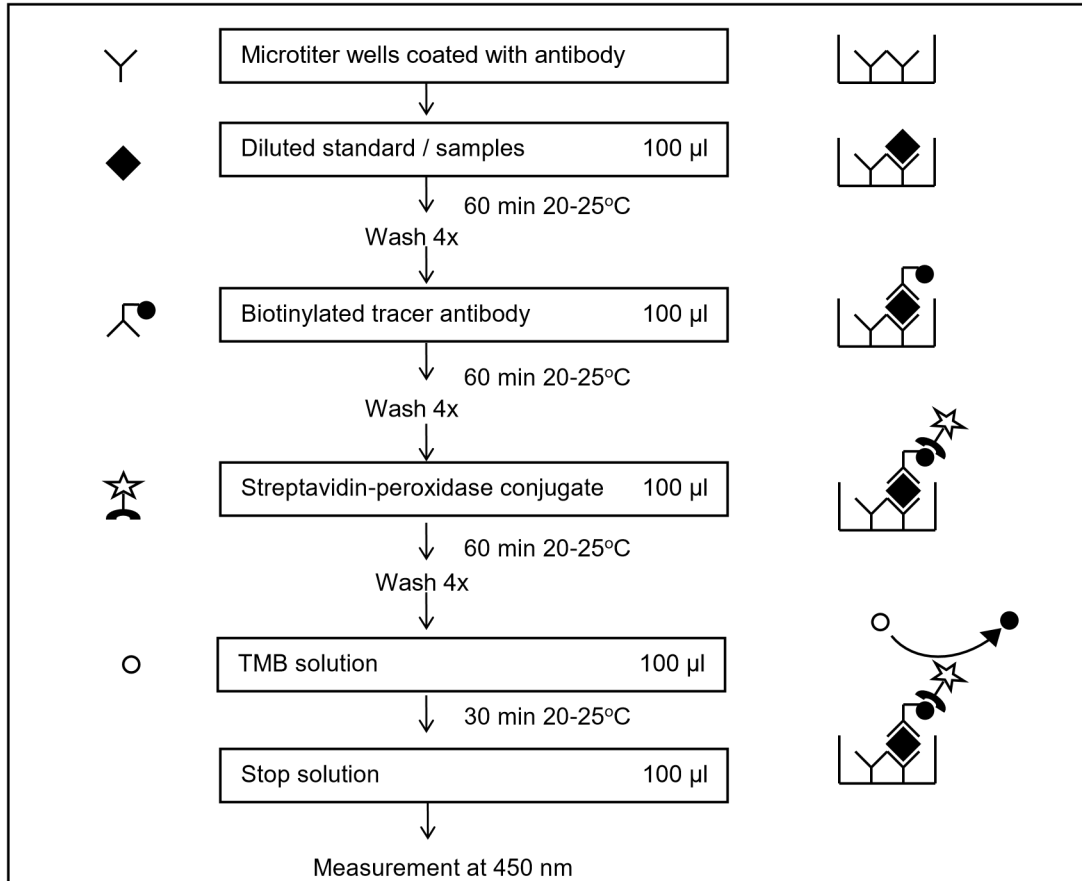 Microtiter wells coated with antibody
Diluted standard / samples 100 µl
60 min 20-25°C
Wash 4x
Biotinylated tracer antibody 100 µl
60 min 20-25°C
Wash 4x
Streptavidin-peroxidase conjugate 100 µl
60 min 20-25°C
Wash 4x
TMB solution 100 µl
30 min 20-25°C
Stop solution 100 µl
Measurement at 450 nm